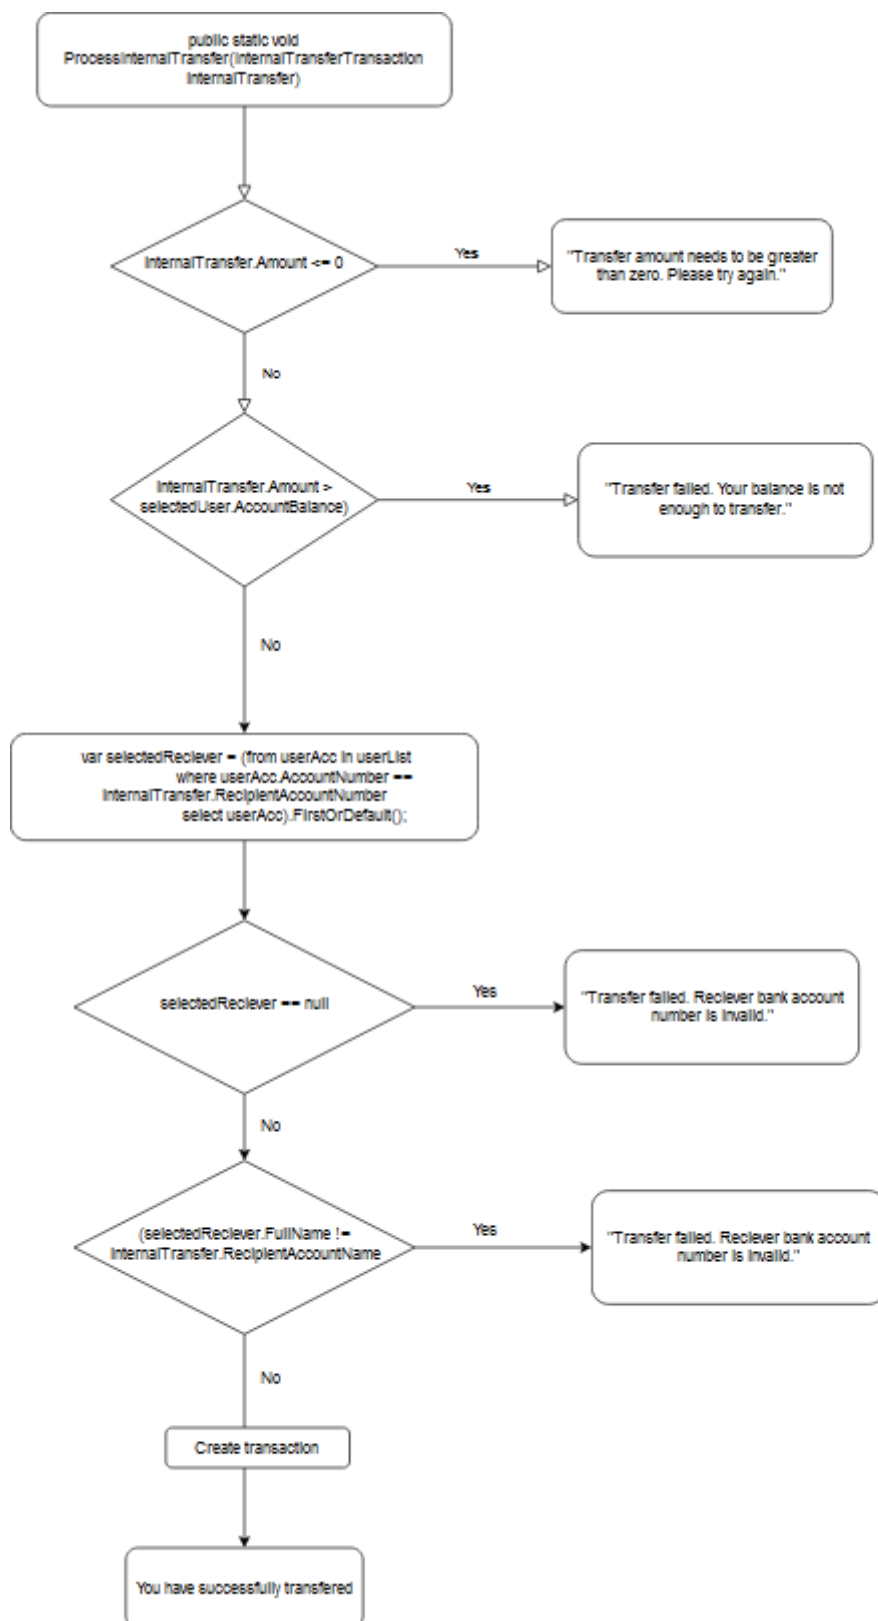 public static void
ProcessInternalTransfer(InternalTransferTransaction
InternalTransfer)
InternalTransfer.Amount <= 0
Yes
"Transfer amount needs to be greater
than zero. Please try again."
No
InternalTransfer.Amount >
selectedUser.AccountBalance)
Yes
"Transfer failed. Your balance is not
enough to transfer."
No
var selectedReciever = (from userAcc in userList
where userAcc.AccountNumber ==
InternalTransfer.RecipientAccountNumber
select userAcc).FirstOrDefault();
selectedReciever == null
Yes
"Transfer failed. Reciever bank account
number is invalid."
No
(selectedReciever.FullName !=
InternalTransfer.RecipientAccountName
Yes
"Transfer failed. Reciever bank account
number is invalid."
No
Create transaction
You have successfully transfered